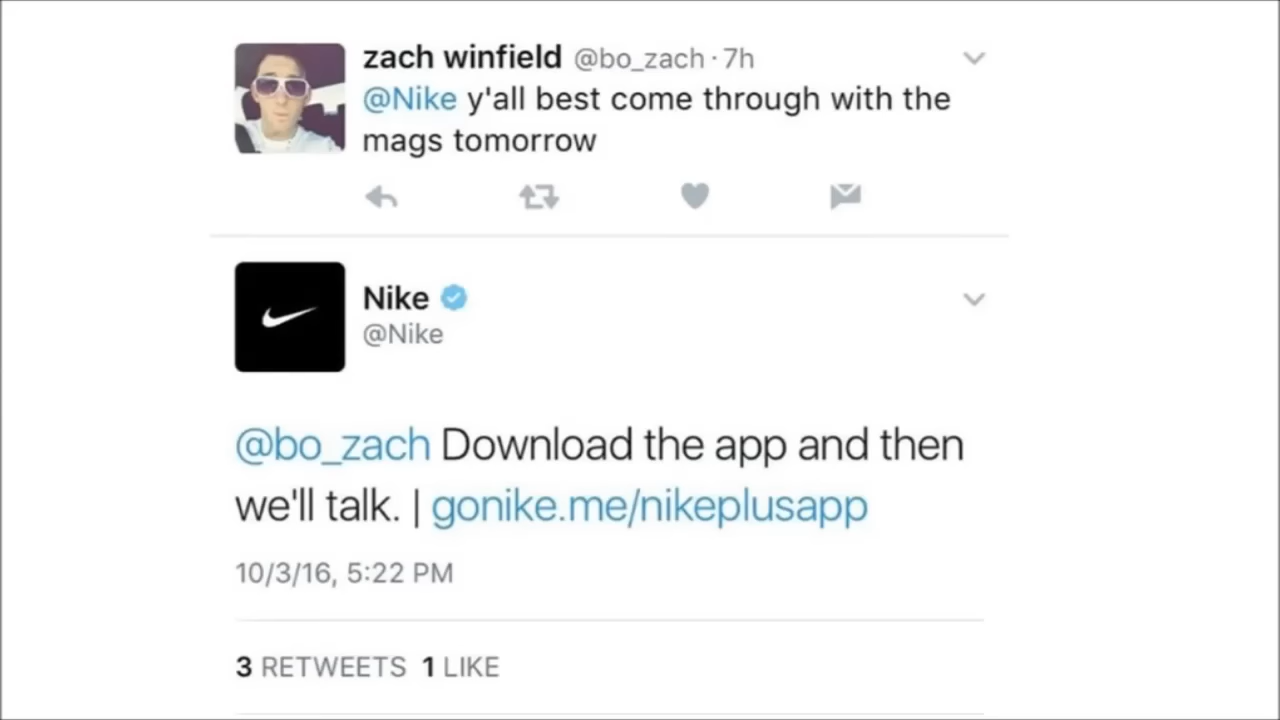 zach winfield @bo_zach · 7h
@Nike y'all best come through with the
mags tomorrow
Nike
@Nike
@bo_zach Download the app and then
we'll talk. | gonike.me/nikeplusapp
10/3/16, 5:22 PM
3 RETWEETS 1 LIKE